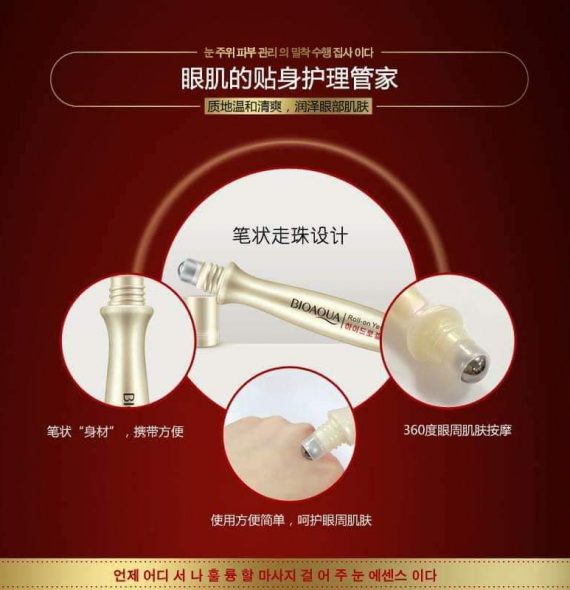 눈 주위 피부 관리 의 밀착 수행 집사 이다
眼肌的贴身护理管家
质地温和清爽，润泽眼部肌肤
笔状走珠设计
BIOAQUA
Roll-on
하이드로
BI
笔状“身材”，携带方便
360度眼周肌肤按摩
使用方便简单，呵护眼周肌肤
언제 어디 서 나 훌 륭 할 마사지 걸 어 주 눈 에센스 이다